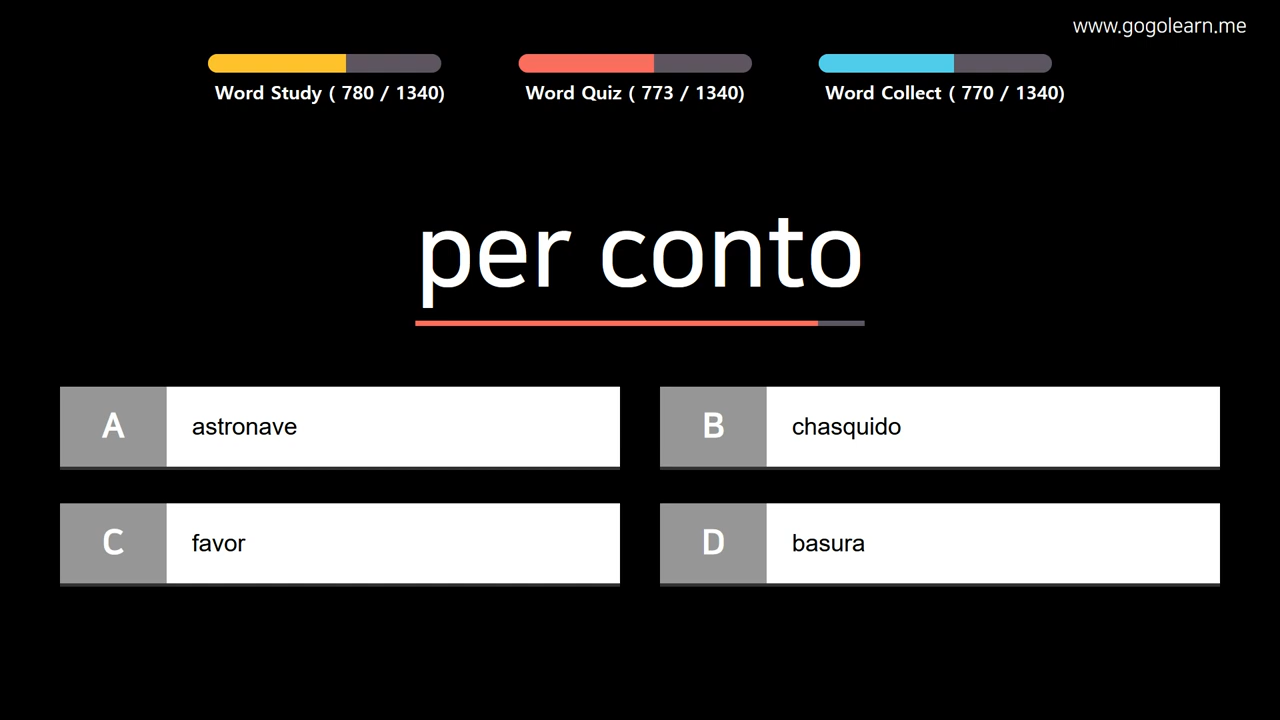 www.gogolearn.me
Word Study ( 780 / 1340)
Word Quiz ( 773 / 1340)
Word Collect ( 770 / 1340)
per conto
A astronave
B chasquido
C favor
D basura